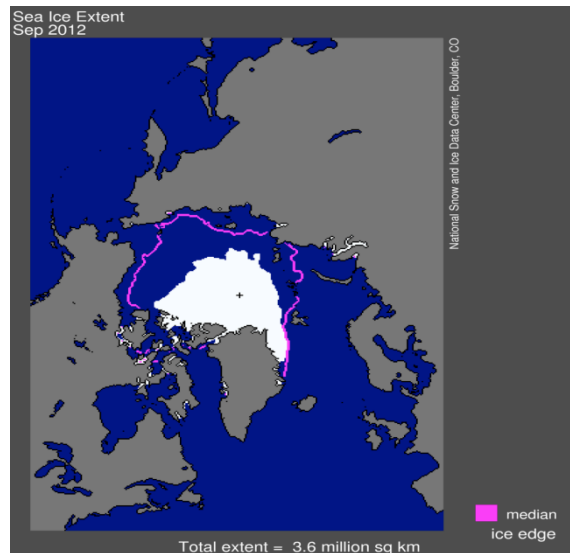 Sea Ice Extent
Sep 2012
National Snow and Ice Data Center, Boulder, CO
median
ice edge
Total extent = 3.6 million sq km